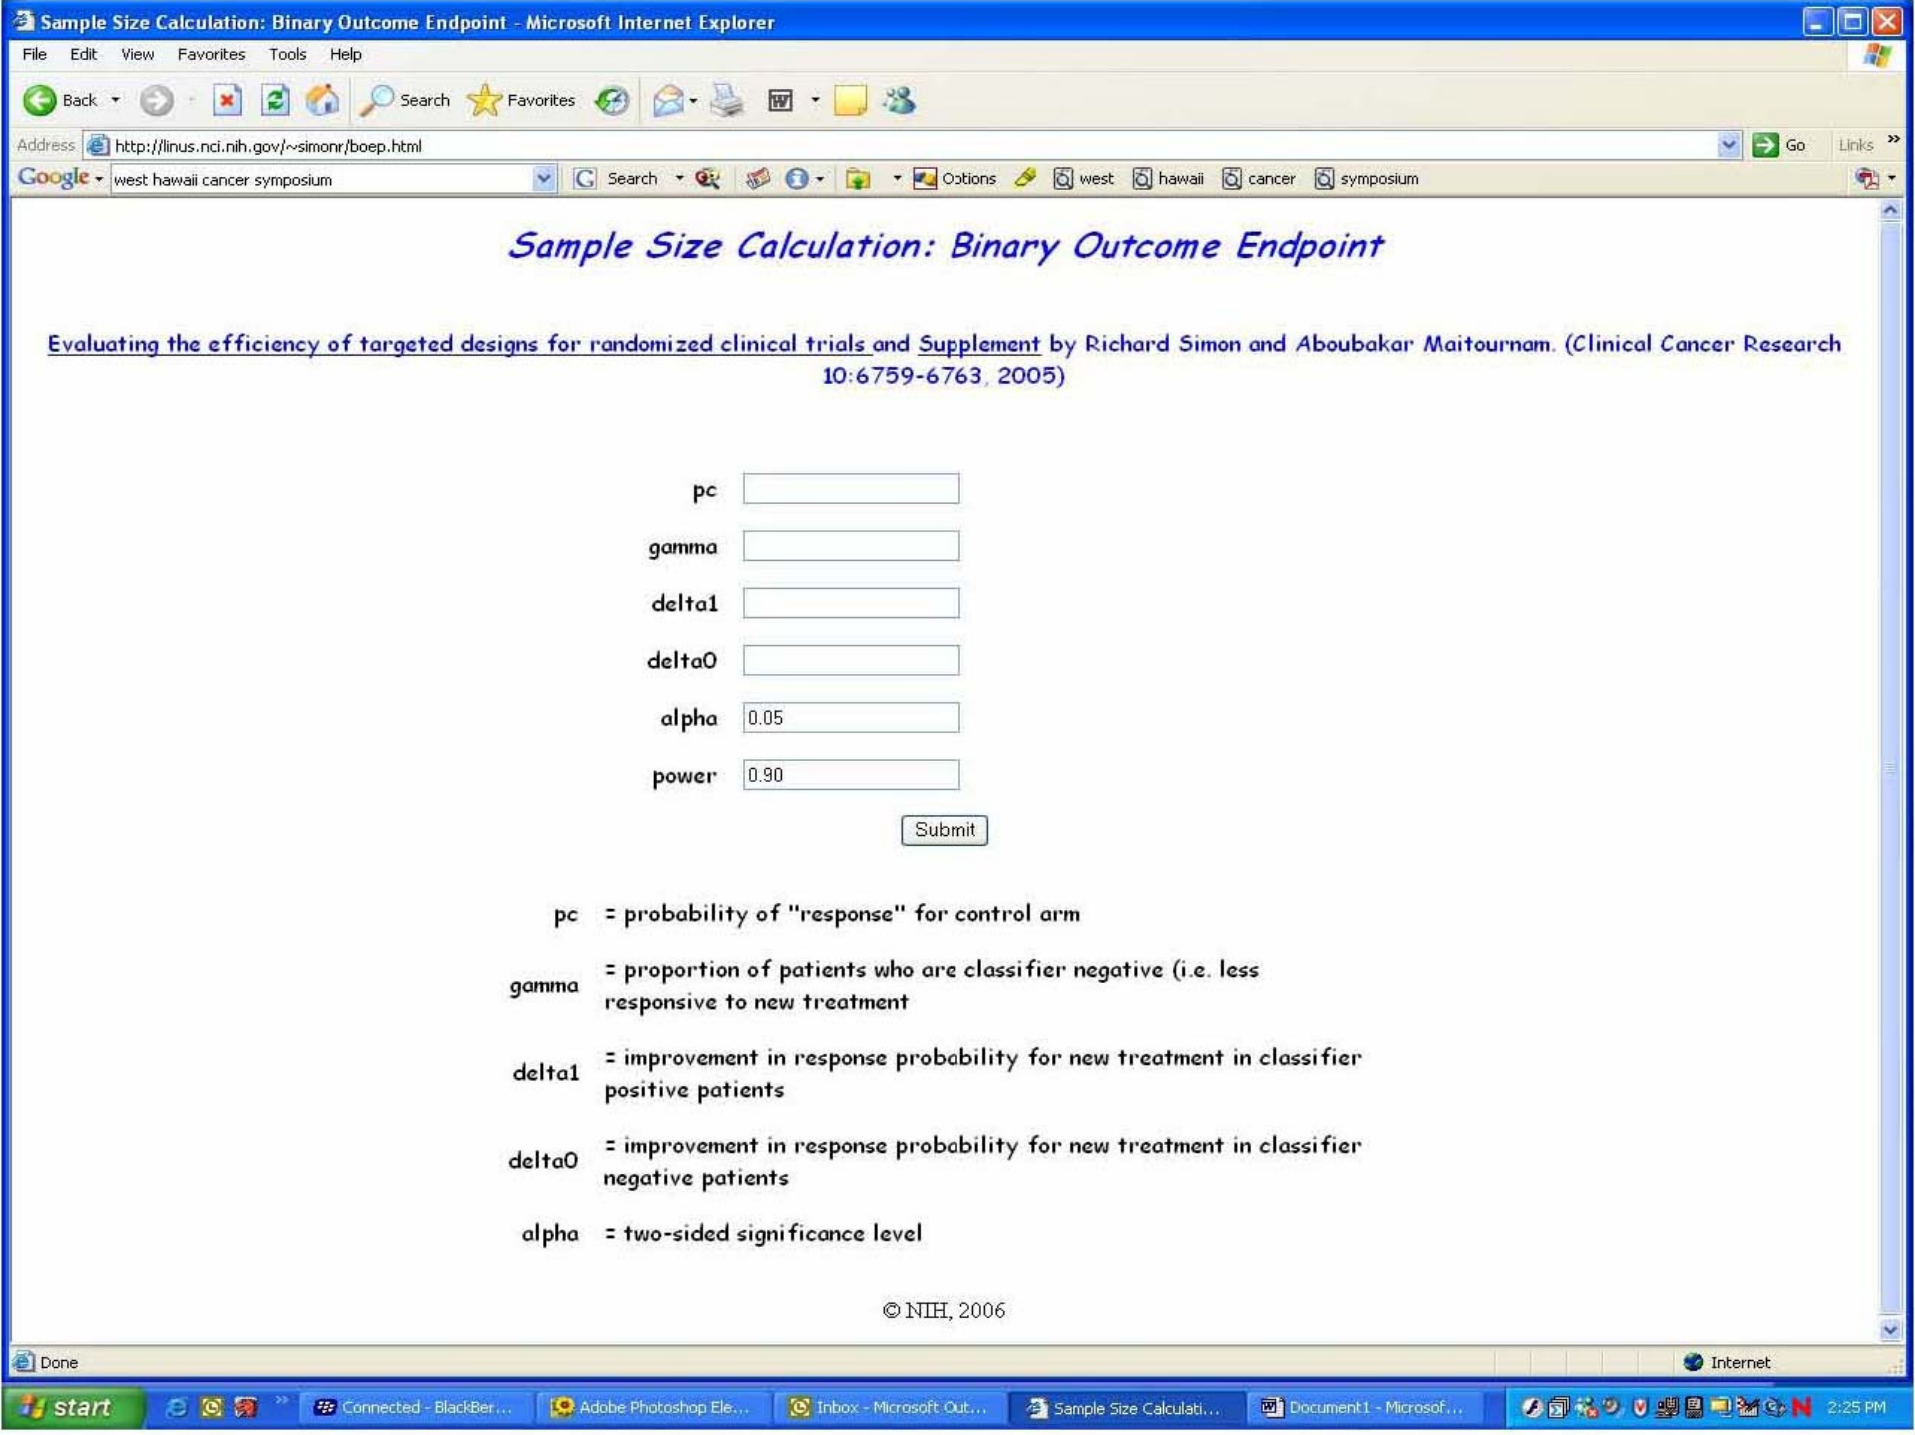 Sample Size Calculation: Binary Outcome Endpoint - Microsoft Internet Explorer
File Edit View Favorites Tools Help
Back Search Favorites
Address http://linus.nci.nih.gov/~simonr/boep.html Go Links »
Google west hawaii cancer symposium Search Options west hawaii cancer symposium
Sample Size Calculation: Binary Outcome Endpoint
Evaluating the efficiency of targeted designs for randomized clinical trials and Supplement by Richard Simon and Aboubakar Maitournam. (Clinical Cancer Research
10:6759-6763, 2005)
pc
gamma
delta1
delta0
alpha 0.05
power 0.90
Submit
pc = probability of "response" for control arm
gamma = proportion of patients who are classifier negative (i.e. less
responsive to new treatment
delta1 = improvement in response probability for new treatment in classifier
positive patients
delta0 = improvement in response probability for new treatment in classifier
negative patients
alpha = two-sided significance level
© NIH, 2006
Done Internet
start » Connected - BlackBer... Adobe Photoshop Ele... Inbox - Microsoft Out... Sample Size Calculati... Document1 - Microsof... N 2:25 PM